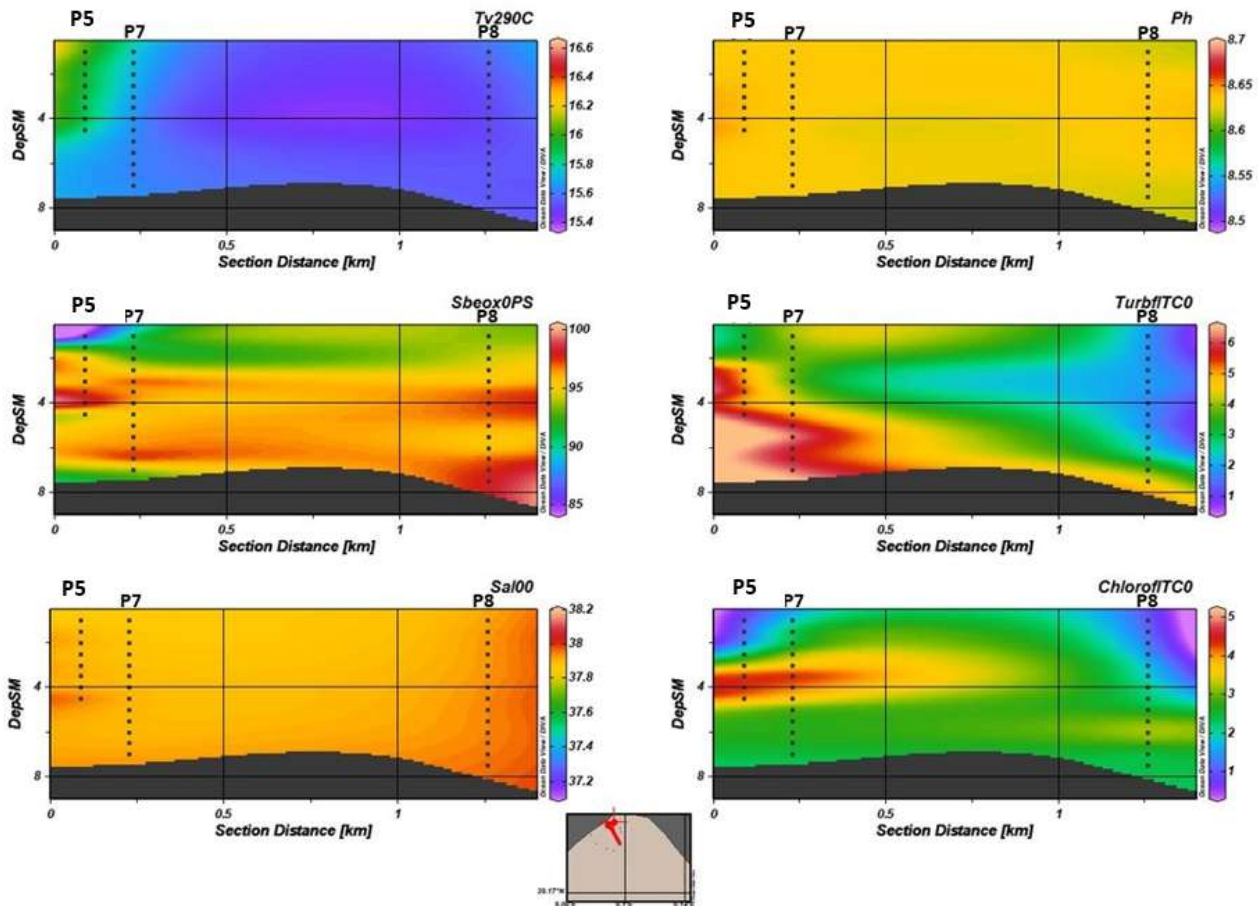 P5 P7 Tv290C P8
16.6
16.4
16.2
16
15.8
15.6
15.4
DepSM
4
8
Ocean Data View / DIVA
0 0.5 1
Section Distance [km]
P5 P7 Ph P8
8.7
8.65
8.6
8.55
8.5
DepSM
4
8
Ocean Data View / DIVA
0 0.5 1
Section Distance [km]
P5 P7 Sbeox0PS P8
100
95
90
85
DepSM
4
8
Ocean Data View / DIVA
0 0.5 1
Section Distance [km]
P5 P7 TurbflTC0 P8
6
5
4
3
2
1
DepSM
4
8
Ocean Data View / DIVA
0 0.5 1
Section Distance [km]
P5 P7 Sal00 P8
38.2
38
37.8
37.6
37.4
37.2
DepSM
4
8
Ocean Data View / DIVA
0 0.5 1
Section Distance [km]
P5 P7 ChloroflTC0 P8
5
4
3
2
1
DepSM
4
8
Ocean Data View / DIVA
0 0.5 1
Section Distance [km]
20.17°N